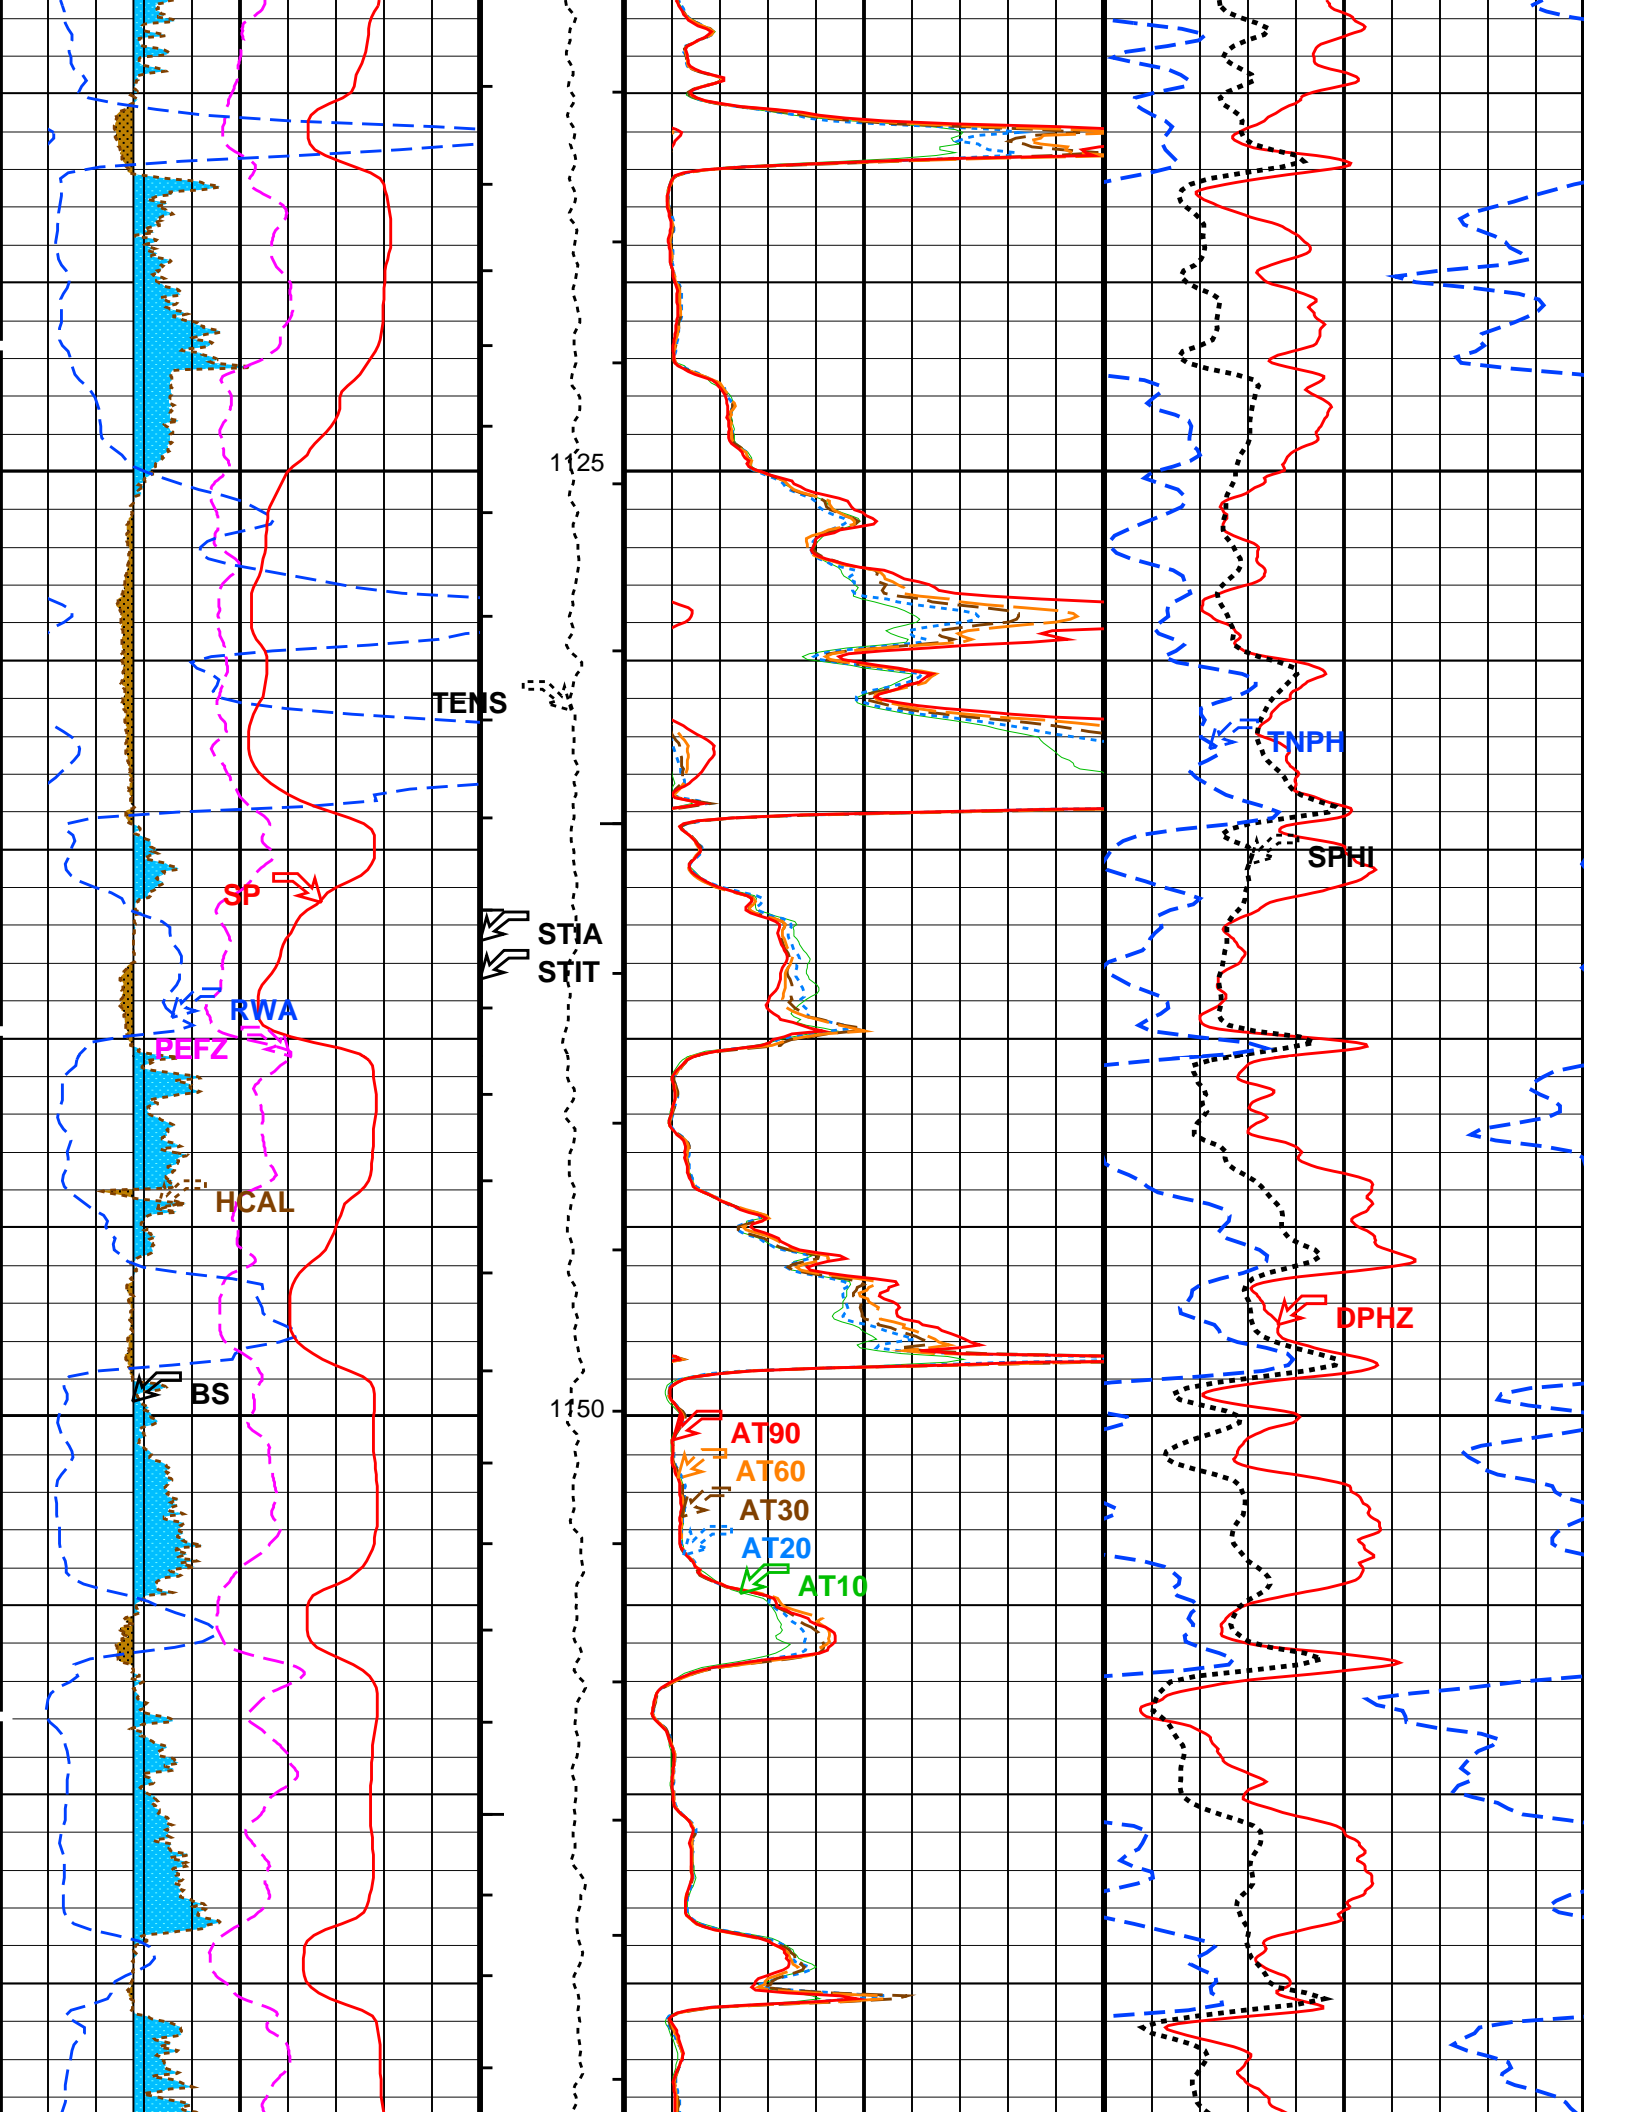 1125
TENS
TNPH
SPHI
SP
STIA
STIT
RWA
PEFZ
HCAL
DPHZ
BS
1150
AT90
AT60
AT30
AT20
AT10